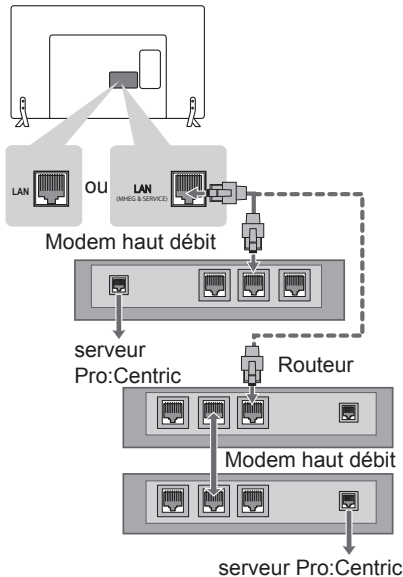 LAN
ou
LAN
(MHEG & SERVICE)
Modem haut débit
serveur
Pro:Centric
Routeur
Modem haut débit
serveur Pro:Centric